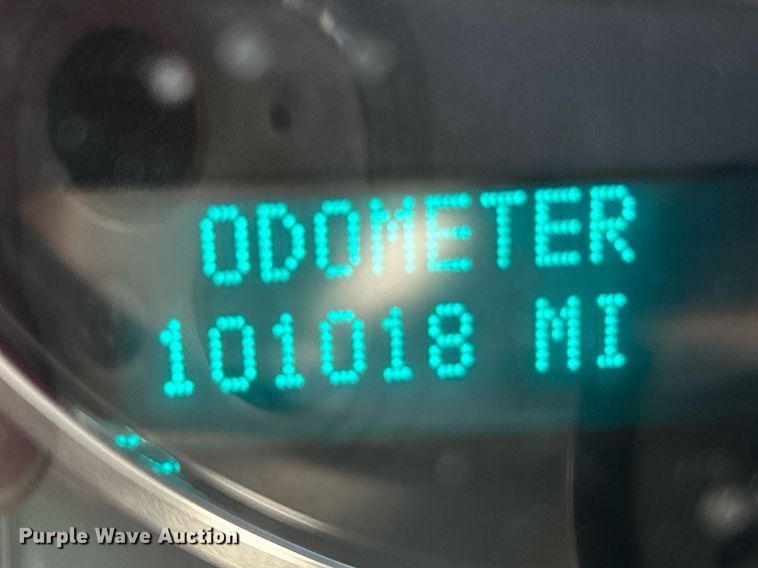 ODOMETER
101018 MI
Purple Wave Auction